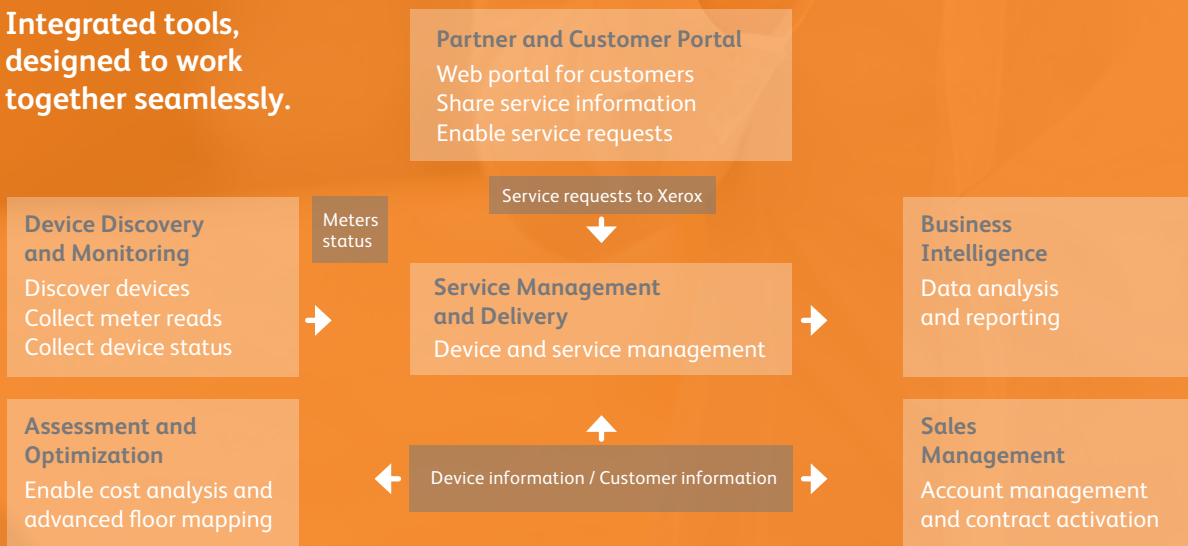 Integrated tools,
designed to work
together seamlessly.
Partner and Customer Portal
Web portal for customers
Share service information
Enable service requests
Service requests to Xerox
Device Discovery
and Monitoring
Discover devices
Collect meter reads
Collect device status
Meters
status
Service Management
and Delivery
Device and service management
Business
Intelligence
Data analysis
and reporting
Assessment and
Optimization
Enable cost analysis and
advanced floor mapping
Device information / Customer information
Sales
Management
Account management
and contract activation